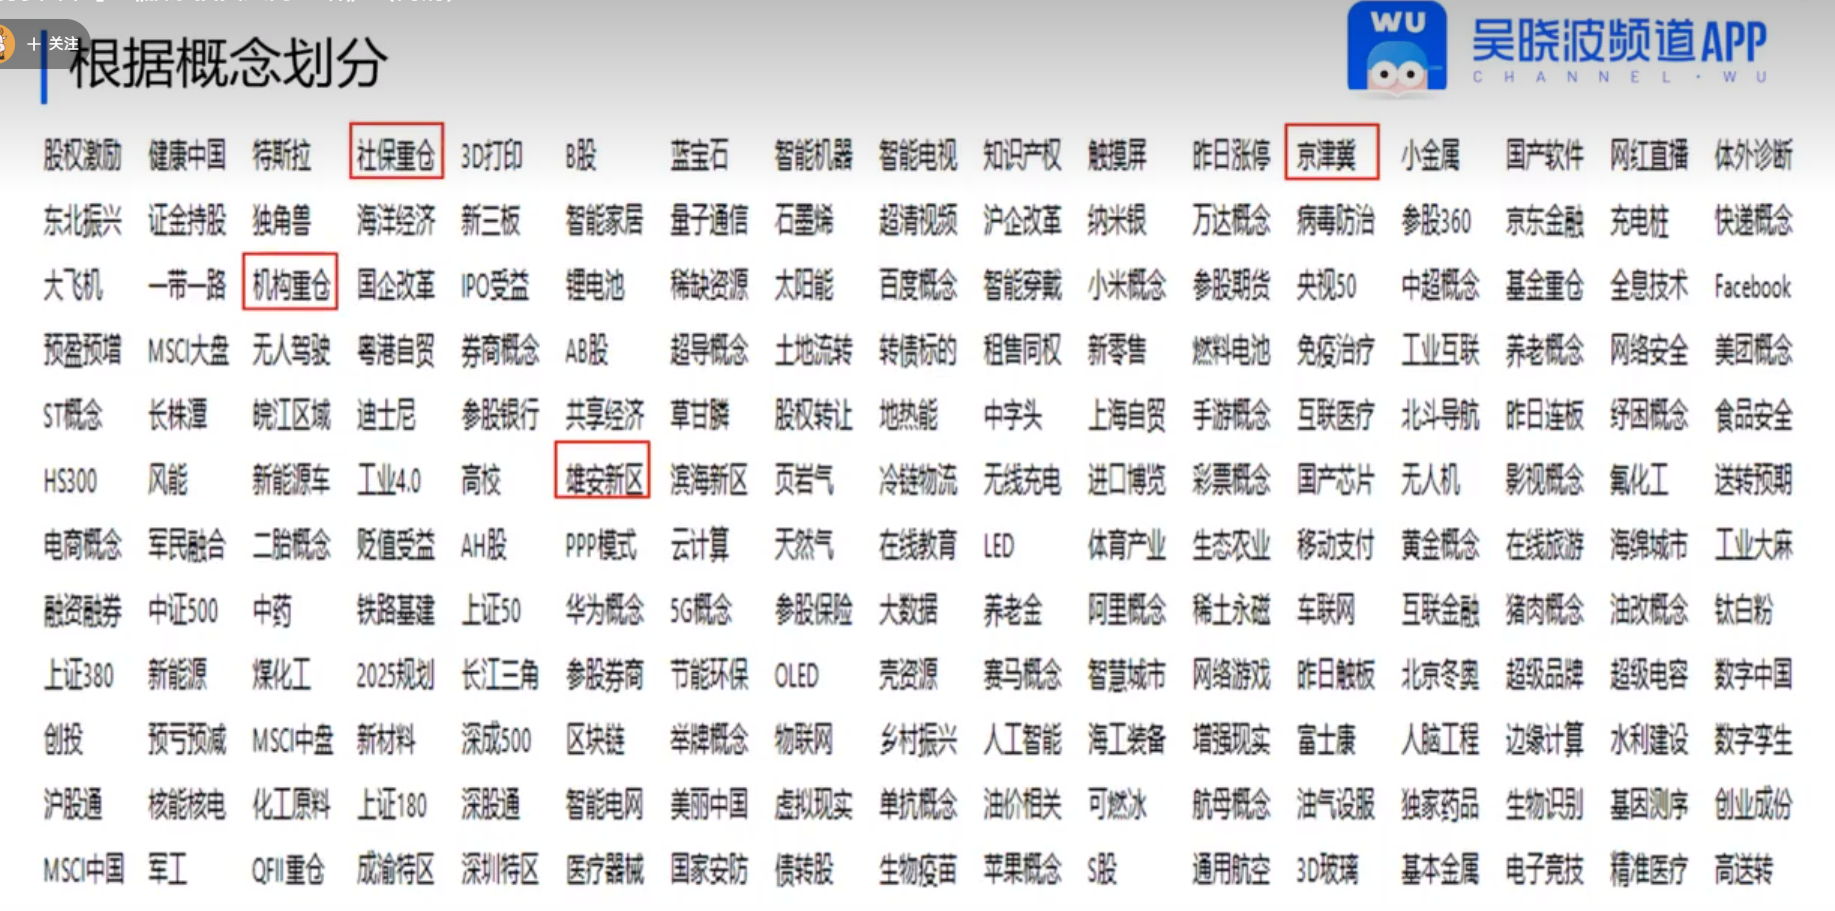 + 关注
根据概念划分
WU
吴晓波频道APP
CHANNEL·WU
股权激励 健康中国 特斯拉 社保重仓 3D打印 B股 蓝宝石 智能机器 智能电视 知识产权 触摸屏 昨日涨停 京津冀 小金属 国产软件 网红直播 体外诊断
东北振兴 证金持股 独角兽 海洋经济 新三板 智能家居 量子通信 石墨烯 超清视频 沪企改革 纳米银 万达概念 病毒防治 参股360 京东金融 充电桩 快递概念
大飞机 一带一路 机构重仓 国企改革 IPO受益 锂电池 稀缺资源 太阳能 百度概念 智能穿戴 小米概念 参股期货 央视50 中超概念 基金重仓 全息技术 Facebook
预盈预增 MSCI大盘 无人驾驶 粤港自贸 券商概念 AB股 超导概念 土地流转 转债标的 租售同权 新零售 燃料电池 免疫治疗 工业互联 养老概念 网络安全 美团概念
ST概念 长株潭 皖江区域 迪士尼 参股银行 共享经济 草甘膦 股权转让 地热能 中字头 上海自贸 手游概念 互联医疗 北斗导航 昨日连板 纾困概念 食品安全
HS300 风能 新能源车 工业4.0 高校 雄安新区 滨海新区 页岩气 冷链物流 无线充电 进口博览 彩票概念 国产芯片 无人机 影视概念 氟化工 送转预期
电商概念 军民融合 二胎概念 贬值受益 AH股 PPP模式 云计算 天然气 在线教育 LED 体育产业 生态农业 移动支付 黄金概念 在线旅游 海绵城市 工业大麻
融资融券 中证500 中药 铁路基建 上证50 华为概念 5G概念 参股保险 大数据 养老金 阿里概念 稀土永磁 车联网 互联金融 猪肉概念 油改概念 钛白粉
上证380 新能源 煤化工 2025规划 长江三角 参股券商 节能环保 OLED 壳资源 赛马概念 智慧城市 网络游戏 昨日触板 北京冬奥 超级品牌 超级电容 数字中国
创投 预亏预减 MSCI中盘 新材料 深成500 区块链 举牌概念 物联网 乡村振兴 人工智能 海工装备 增强现实 富士康 人脑工程 边缘计算 水利建设 数字孪生
沪股通 核能核电 化工原料 上证180 深股通 智能电网 美丽中国 虚拟现实 单抗概念 油价相关 可燃冰 航母概念 油气设服 独家药品 生物识别 基因测序 创业成份
MSCI中国 军工 QFII重仓 成渝特区 深圳特区 医疗器械 国家安防 债转股 生物疫苗 苹果概念 S股 通用航空 3D玻璃 基本金属 电子竞技 精准医疗 高送转